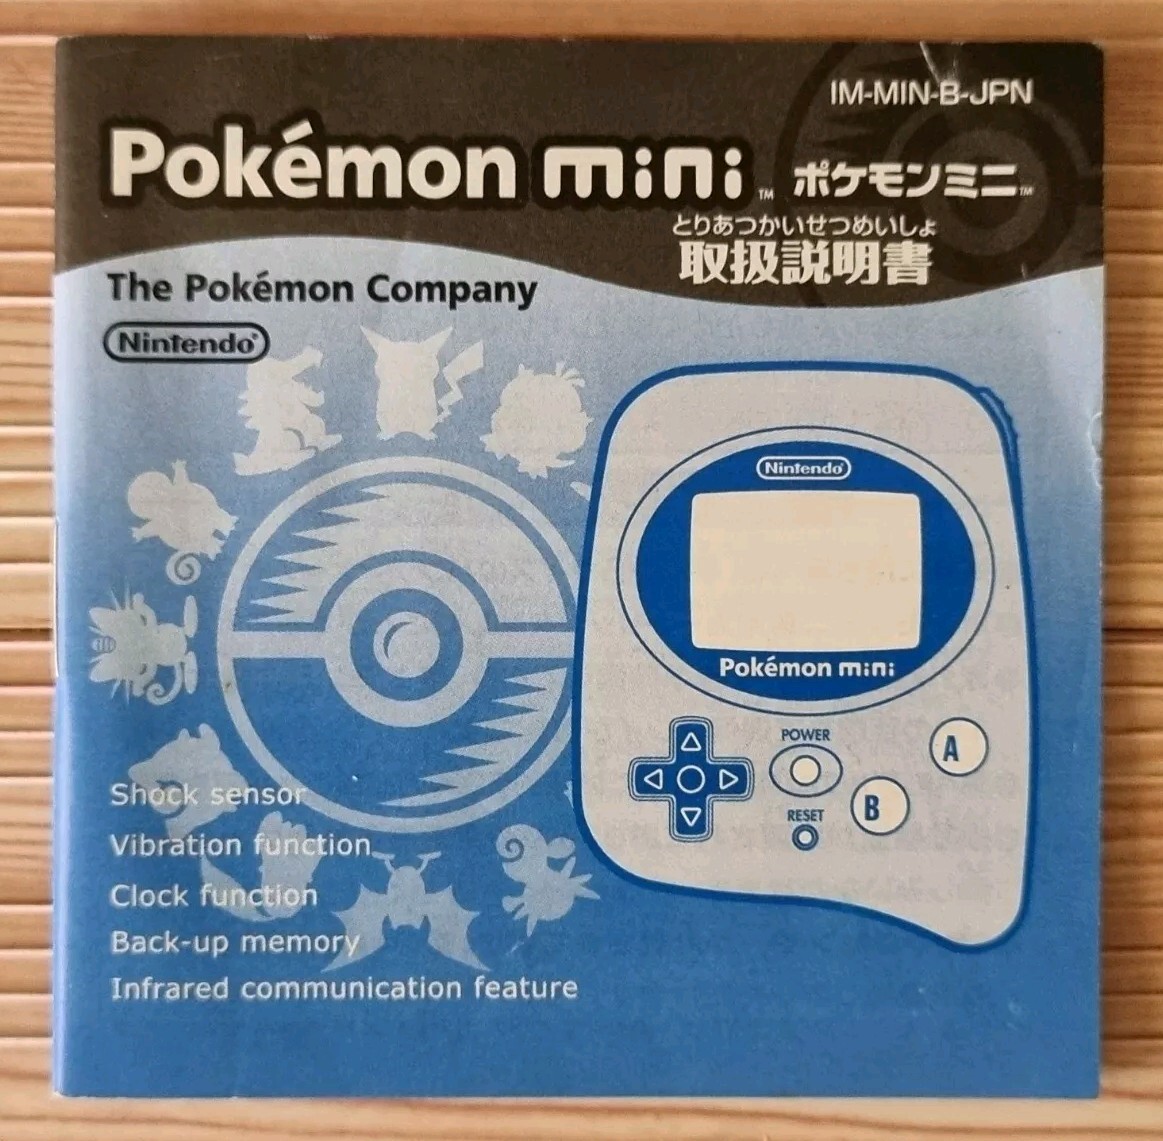 IM-MIN-B-JPN
Pokémon mini™ ポケモンミニ™
とりあつかいせつめいしょ
取扱説明書
The Pokémon Company
Nintendo®
Nintendo®
Pokémon mini
POWER
A
B
RESET
Shock sensor
Vibration function
Clock function
Back-up memory
Infrared communication feature